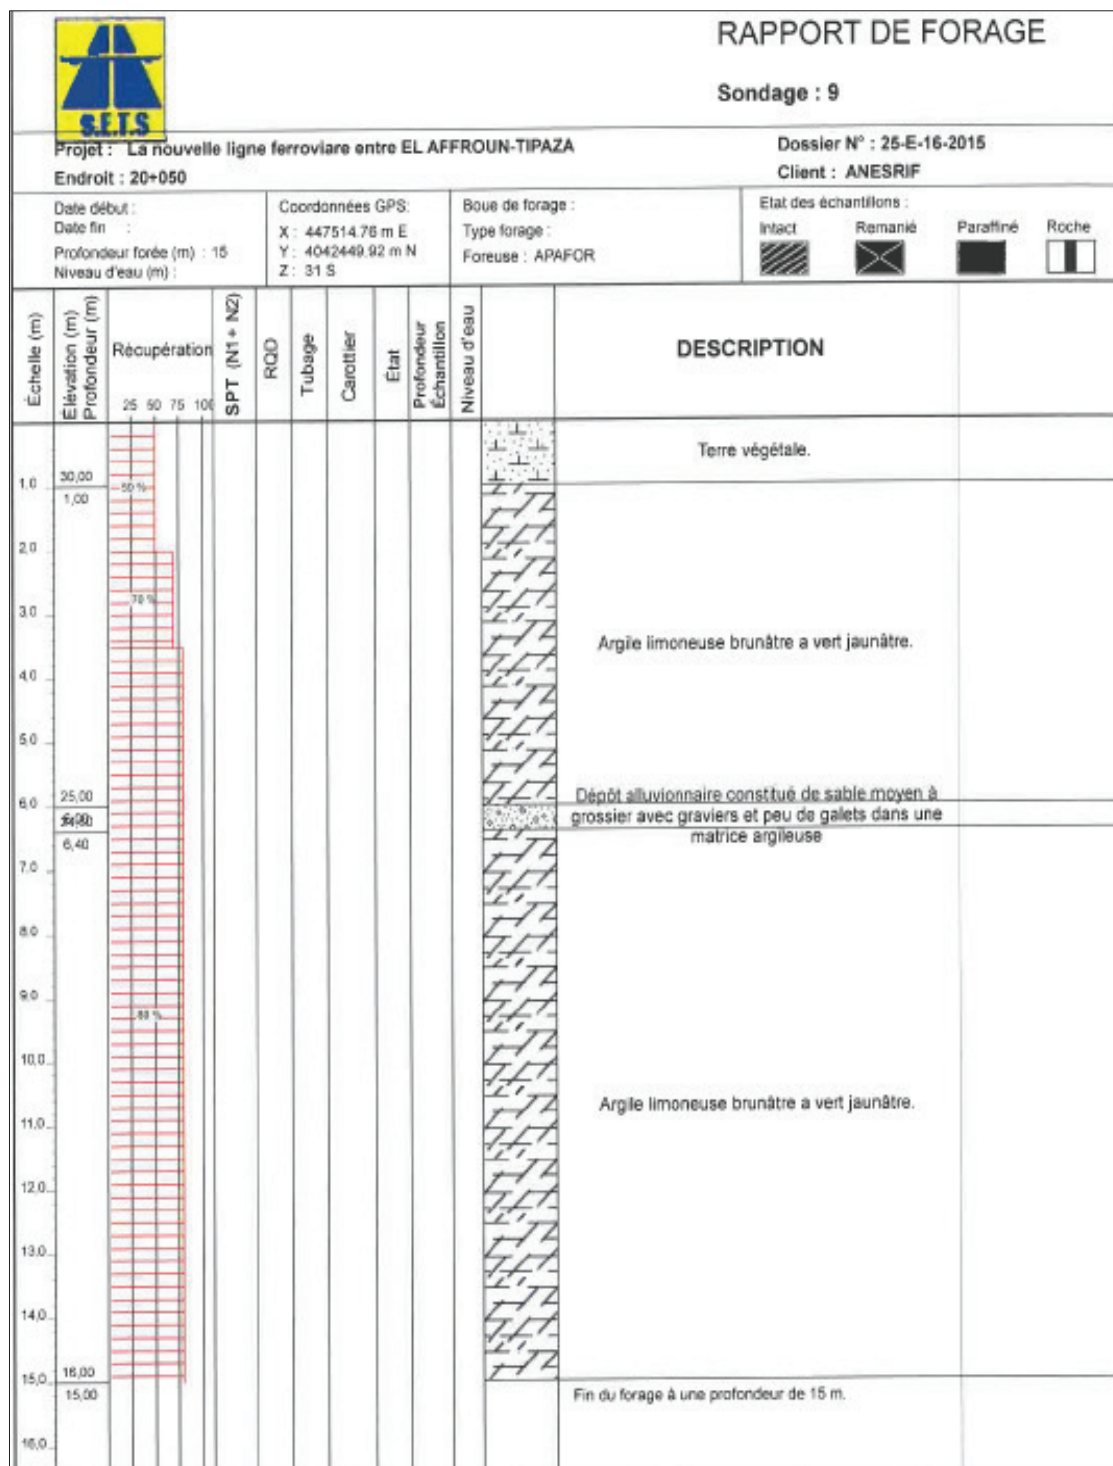 RAPPORT DE FORAGE
Sondage : 9
S.E.T.S
Projet : La nouvelle ligne ferroviare entre EL AFFROUN-TIPAZA
Endroit : 20+050
Dossier N° : 25-E-16-2015
Client : ANESRIF
Date début :
Date fin :
Profondeur forée (m) : 15
Niveau d'eau (m) :
Coordonnées GPS:
X : 447514.76 m E
Y : 4042449.92 m N
Z : 31 S
Boue de forage :
Type forage :
Foreuse : APAFOR
Etat des échantillons :
Intact Remanié Paraffiné Roche
Échelle (m)
Élévation (m)
Profondeur (m)
Récupération
25 50 75 100
SPT (N1+ N2)
RQD
Tubage
Carottier
État
Profondeur
Échantillon
Niveau d'eau
DESCRIPTION
Terre végétale.
1,0
30,00
1,00
50 %
2,0
70 %
3,0
Argile limoneuse brunâtre a vert jaunâtre.
4,0
5,0
25,00
6,0
6,40
Dépôt alluvionnaire constitué de sable moyen à
grossier avec graviers et peu de galets dans une
matrice argileuse
7,0
8,0
9,0
80 %
10,0
11,0
Argile limoneuse brunâtre a vert jaunâtre.
12,0
13,0
14,0
16,00
15,0
15,00
Fin du forage à une profondeur de 15 m.
16,0